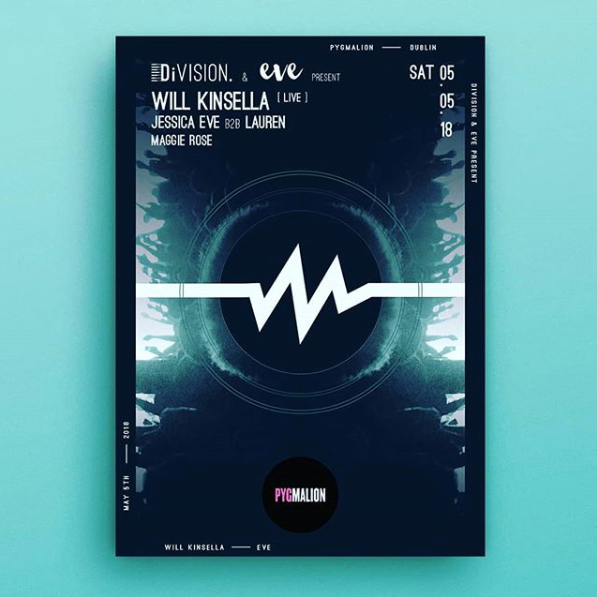 PYGMALION — DUBLIN
DiVISION. & eve PRESENT
SAT 05
.
05
.
18
WILL KINSELLA [ LIVE ]
JESSICA EVE B2B LAUREN
MAGGIE ROSE
DIVISION & EVE PRESENT
MAY 5TH — 2018
PYGMALION
WILL KINSELLA — EVE